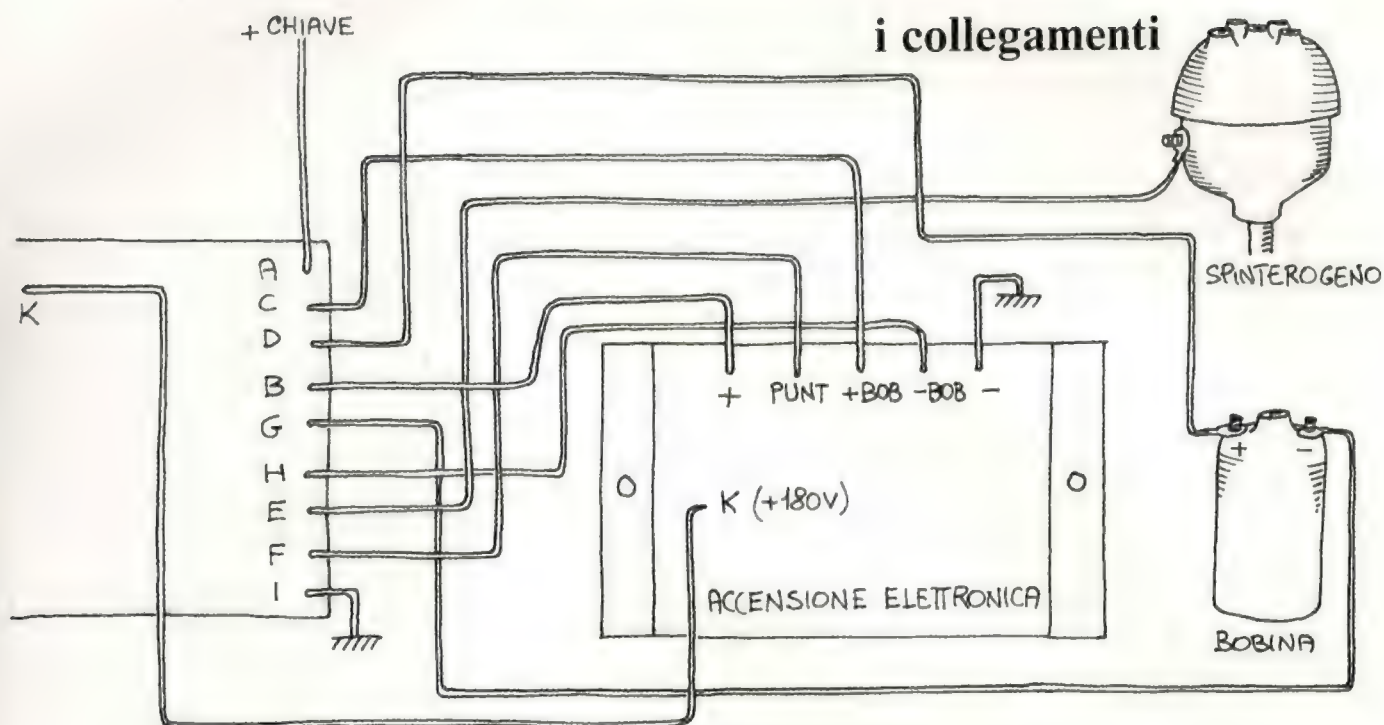 i collegamenti
+ CHIAVE
SPINTEROGENO
A
C
D
B
G
H
E
F
I
K
+ PUNT +BOB -BOB -
K (+180V)
ACCENSIONE ELETTRONICA
+ -
BOBINA